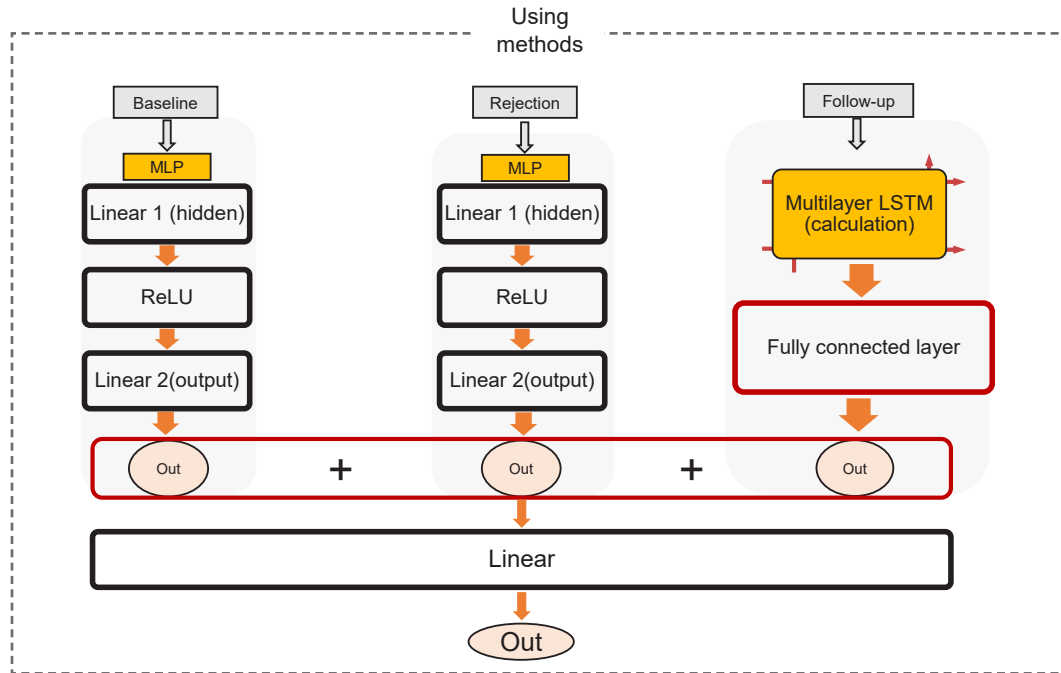 Using
methods
Baseline
Rejection
Follow-up
MLP
MLP
Linear 1 (hidden)
Linear 1 (hidden)
Multilayer LSTM
(calculation)
ReLU
ReLU
Fully connected layer
Linear 2(output)
Linear 2(output)
Out
+
Out
+
Out
Linear
Out